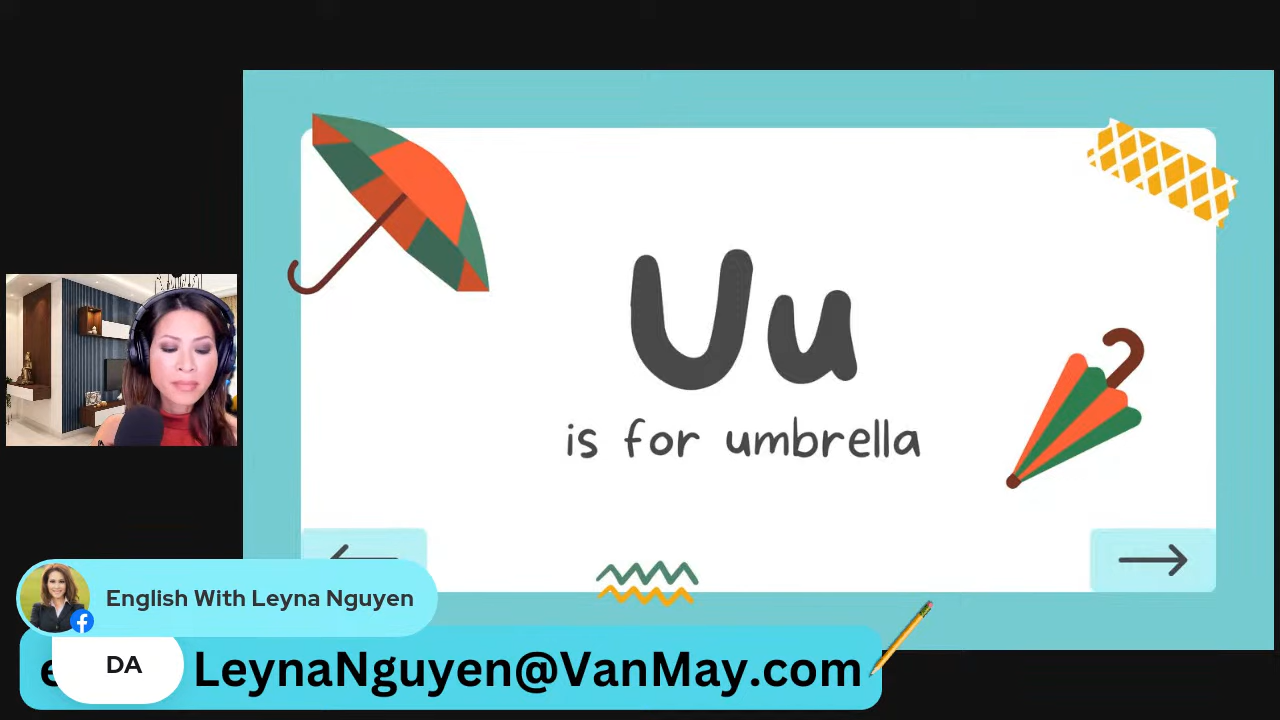 Uu
is for umbrella
English With Leyna Nguyen
DA
LeynaNguyen@VanMay.com